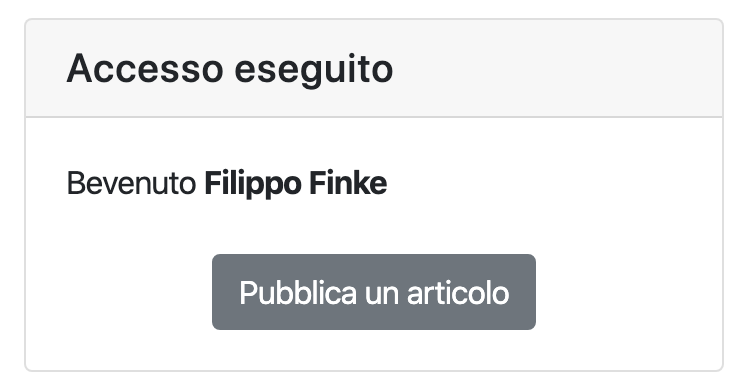 Accesso eseguito
Bevenuto Filippo Finke
Pubblica un articolo